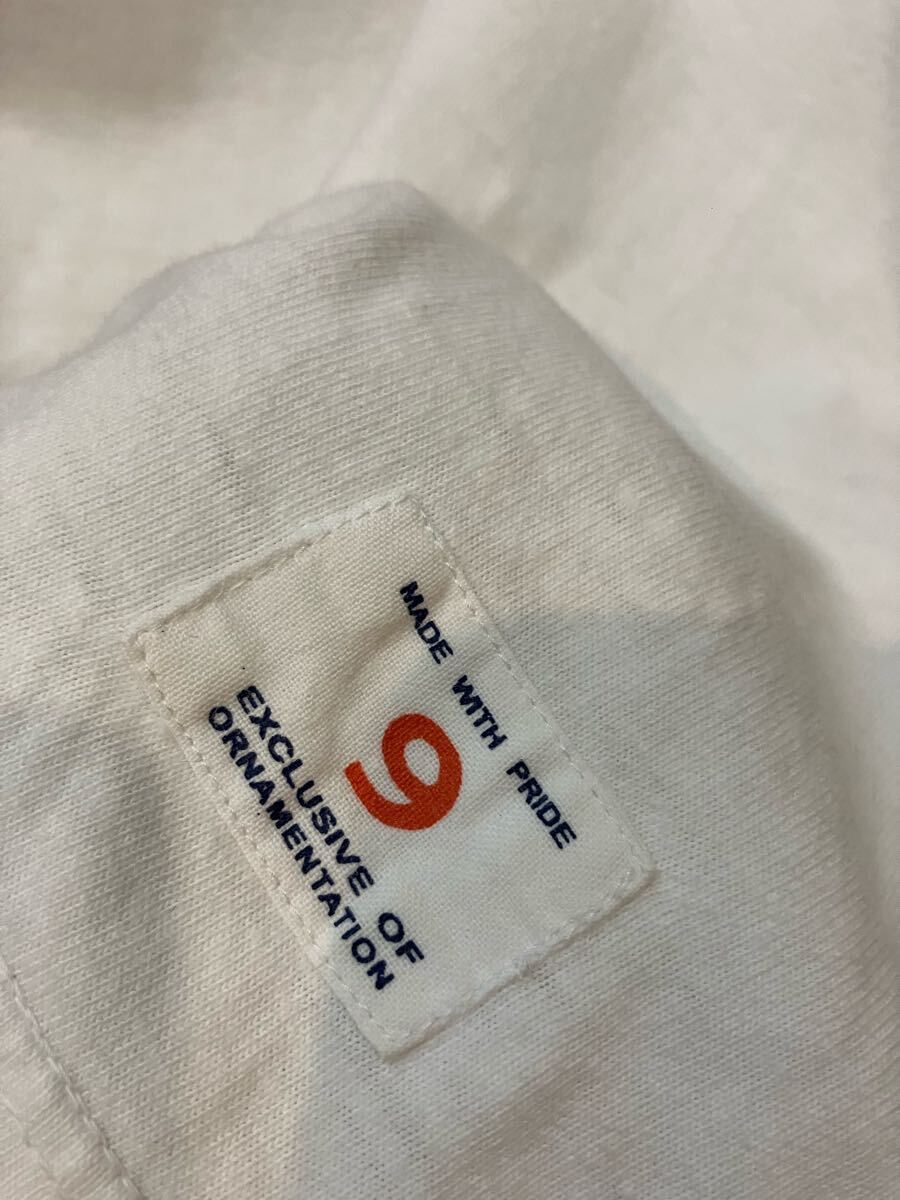 MADE WITH PRIDE
9
EXCLUSIVE OF
ORNAMENTATION